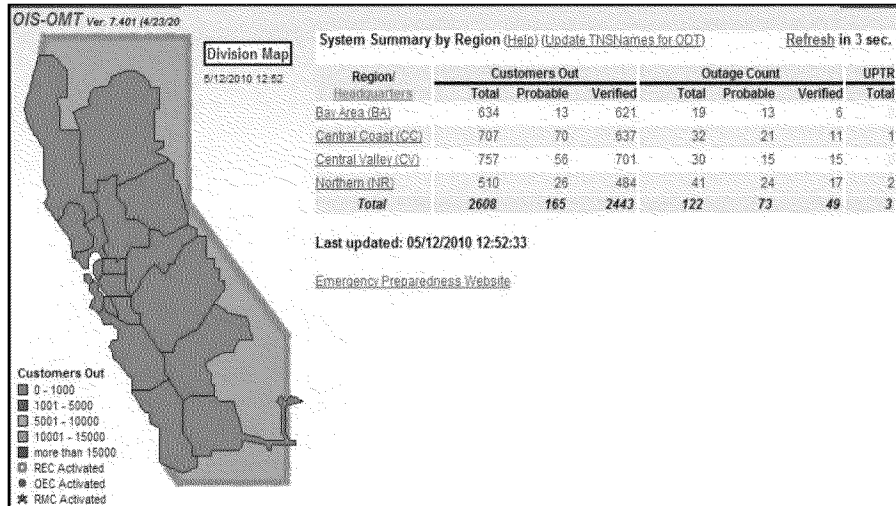 OIS-OMT Ver. 7.401 (4/23/20
Division Map
5/12/2010 12:52
System Summary by Region (Help) (Update TNSNames for ODT) Refresh in 3 sec.
Region/ Customers Out Outage Count UPTR
Headquarters Total Probable Verified Total Probable Verified Total
Bay Area (BA) 634 13 621 19 13 6
Central Coast (CC) 707 70 637 32 21 11 1
Central Valley (CV) 757 56 701 30 15 15
Northern (NR) 510 26 484 41 24 17 2
Total 2608 165 2443 122 73 49 3
Last updated: 05/12/2010 12:52:33
Emergency Preparedness Website
Customers Out
0 - 1000
1001 - 5000
5001 - 10000
10001 - 15000
more than 15000
REC Activated
OEC Activated
RMC Activated